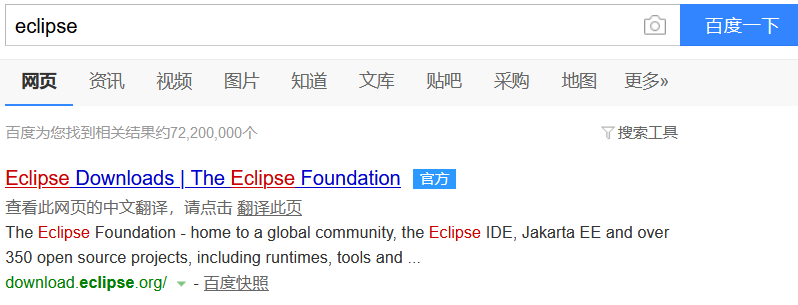 eclipse 百度一下
网页 资讯 视频 图片 知道 文库 贴吧 采购 地图 更多»
百度为您找到相关结果约72,200,000个 搜索工具
Eclipse Downloads | The Eclipse Foundation 官方
查看此网页的中文翻译，请点击 翻译此页
The Eclipse Foundation - home to a global community, the Eclipse IDE, Jakarta EE and over
350 open source projects, including runtimes, tools and ...
download.eclipse.org/ - 百度快照